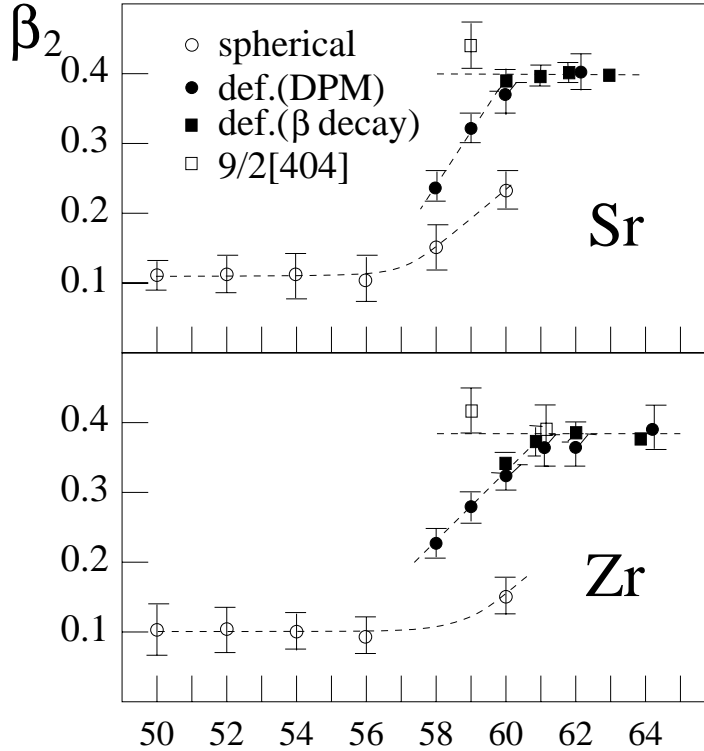 β2
spherical
def.(DPM)
def.(β decay)
9/2[404]
0.4
0.3
0.2
0.1
Sr
0.4
0.3
0.2
0.1
Zr
50 52 54 56 58 60 62 64